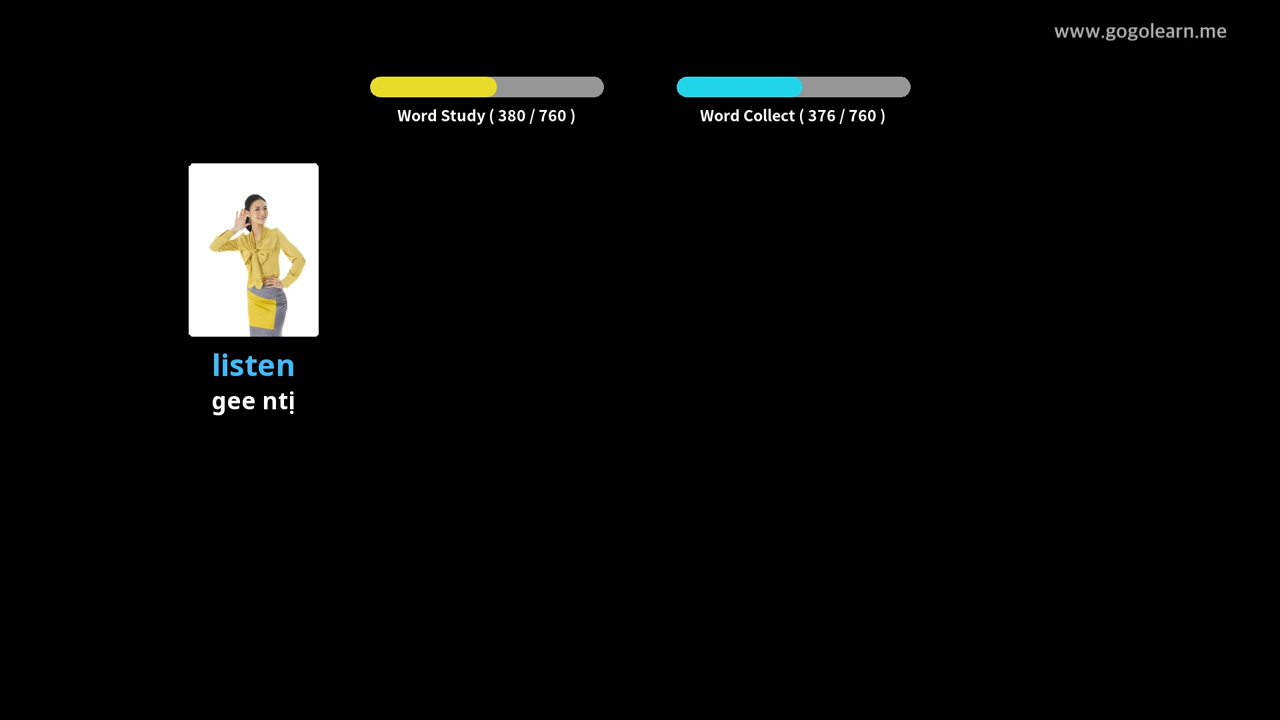 www.gogolearn.me
Word Study ( 380 / 760 )
Word Collect ( 376 / 760 )
listen
gee ntị